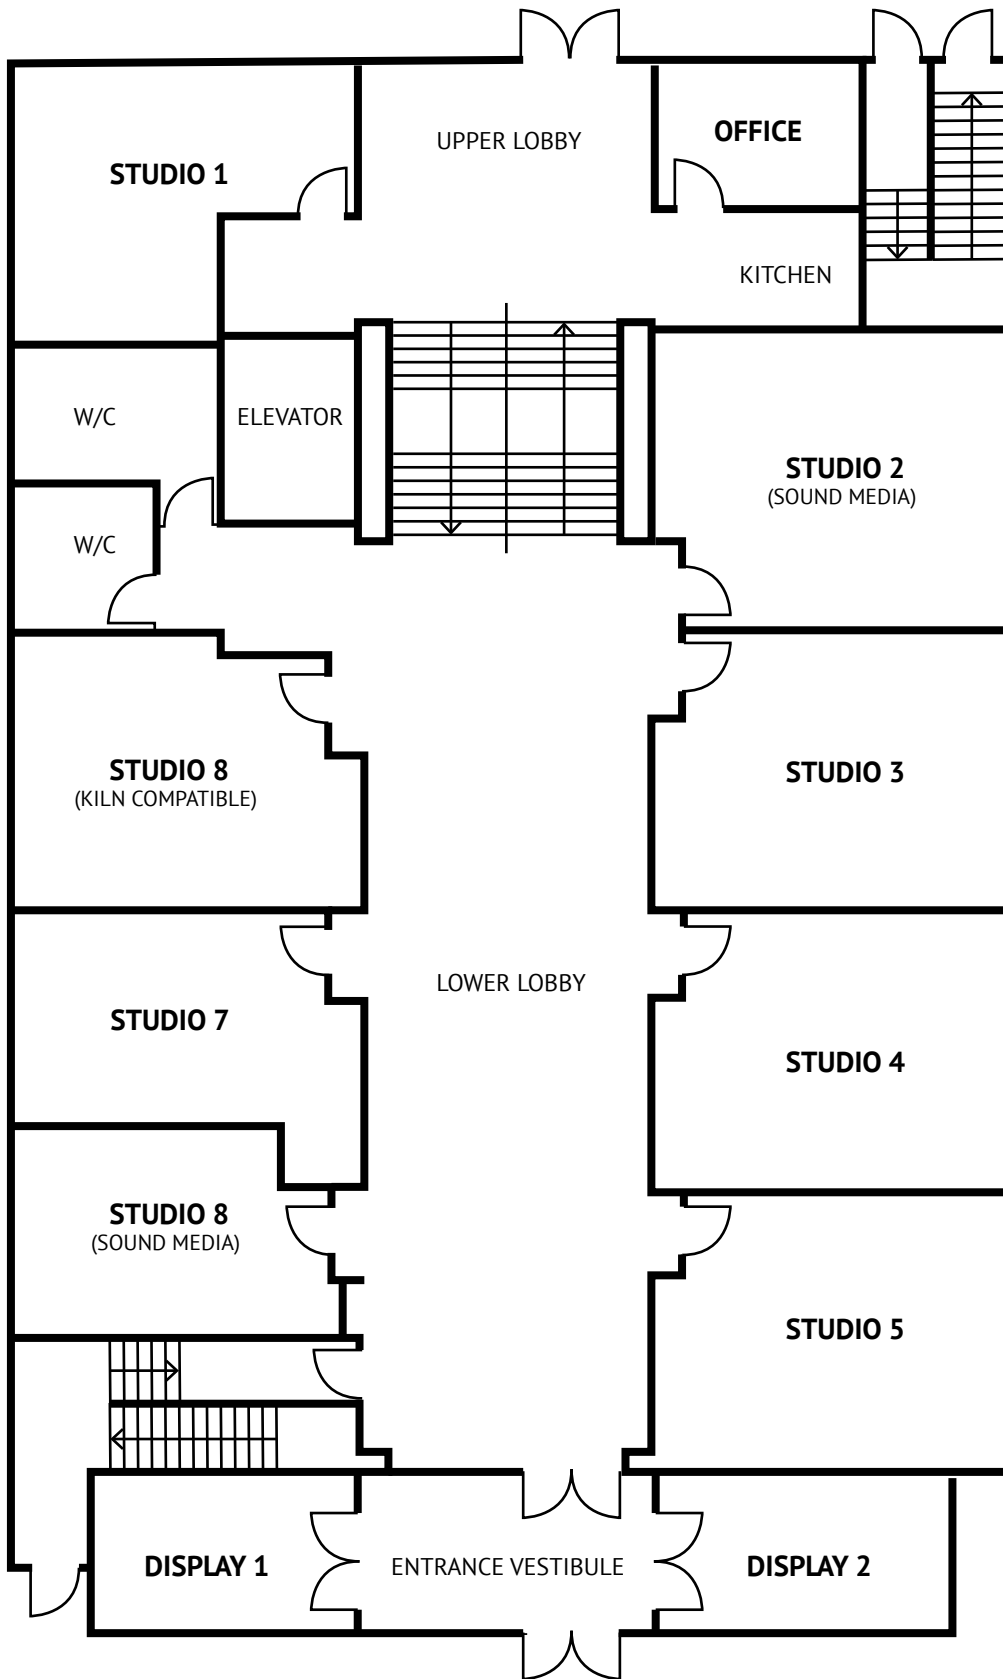 UPPER LOBBY
OFFICE
STUDIO 1
KITCHEN
W/C
ELEVATOR
STUDIO 2
(SOUND MEDIA)
W/C
STUDIO 8
(KILN COMPATIBLE)
STUDIO 3
LOWER LOBBY
STUDIO 7
STUDIO 4
STUDIO 8
(SOUND MEDIA)
STUDIO 5
DISPLAY 1
ENTRANCE VESTIBULE
DISPLAY 2